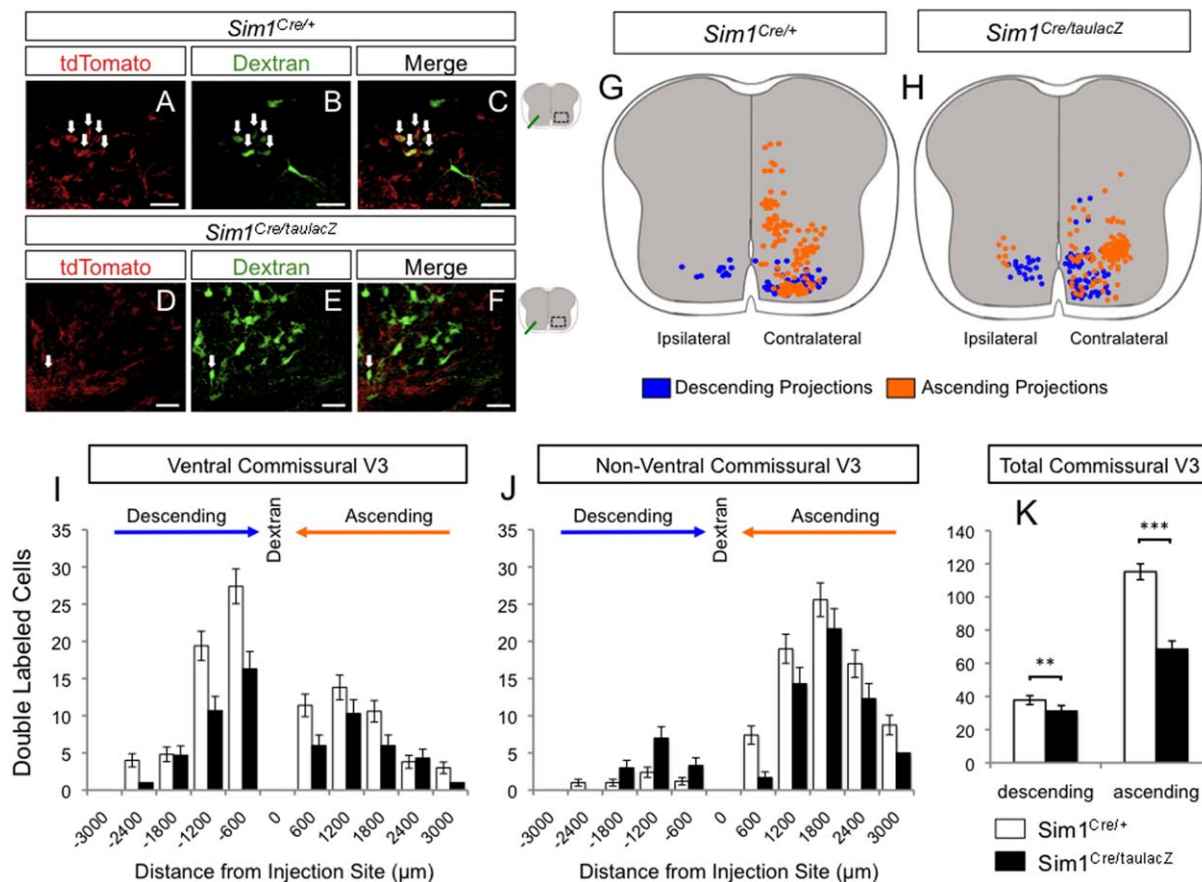 Sim1Cre/+
tdTomato Dextran Merge
A B C
Sim1Cre/taulacZ
tdTomato Dextran Merge
D E F
Sim1Cre/+ Sim1Cre/taulacZ
G H
Ipsilateral Contralateral Ipsilateral Contralateral
Descending Projections Ascending Projections
Ventral Commissural V3
I
Descending Dextran Ascending
Double Labeled Cells
35
30
25
20
15
10
5
0
-3000 -2400 -1800 -1200 -600 0 600 1200 1800 2400 3000
Distance from Injection Site (µm)
Non-Ventral Commissural V3
J
Descending Dextran Ascending
35
30
25
20
15
10
5
0
-3000 -2400 -1800 -1200 -600 0 600 1200 1800 2400 3000
Distance from Injection Site (µm)
Total Commissural V3
K
140
120
100
80
60
40
20
0
** ***
descending ascending
Sim1Cre/+
Sim1Cre/taulacZ